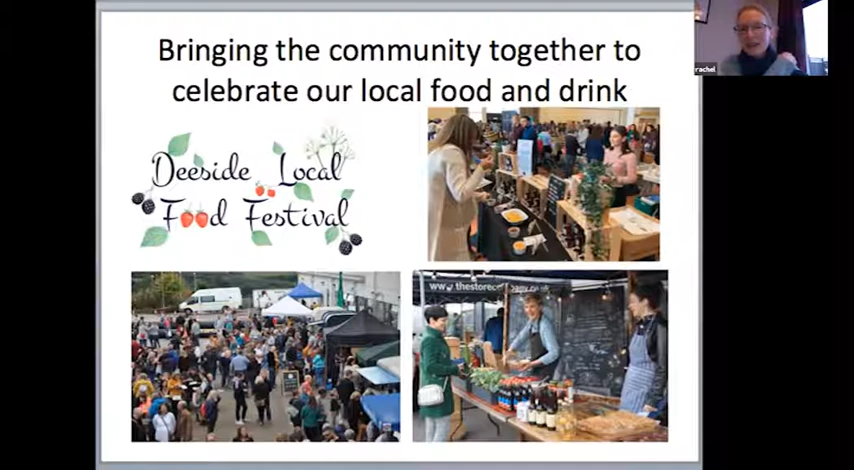 Bringing the community together to
celebrate our local food and drink
rachel
Deeside Local
Food Festival